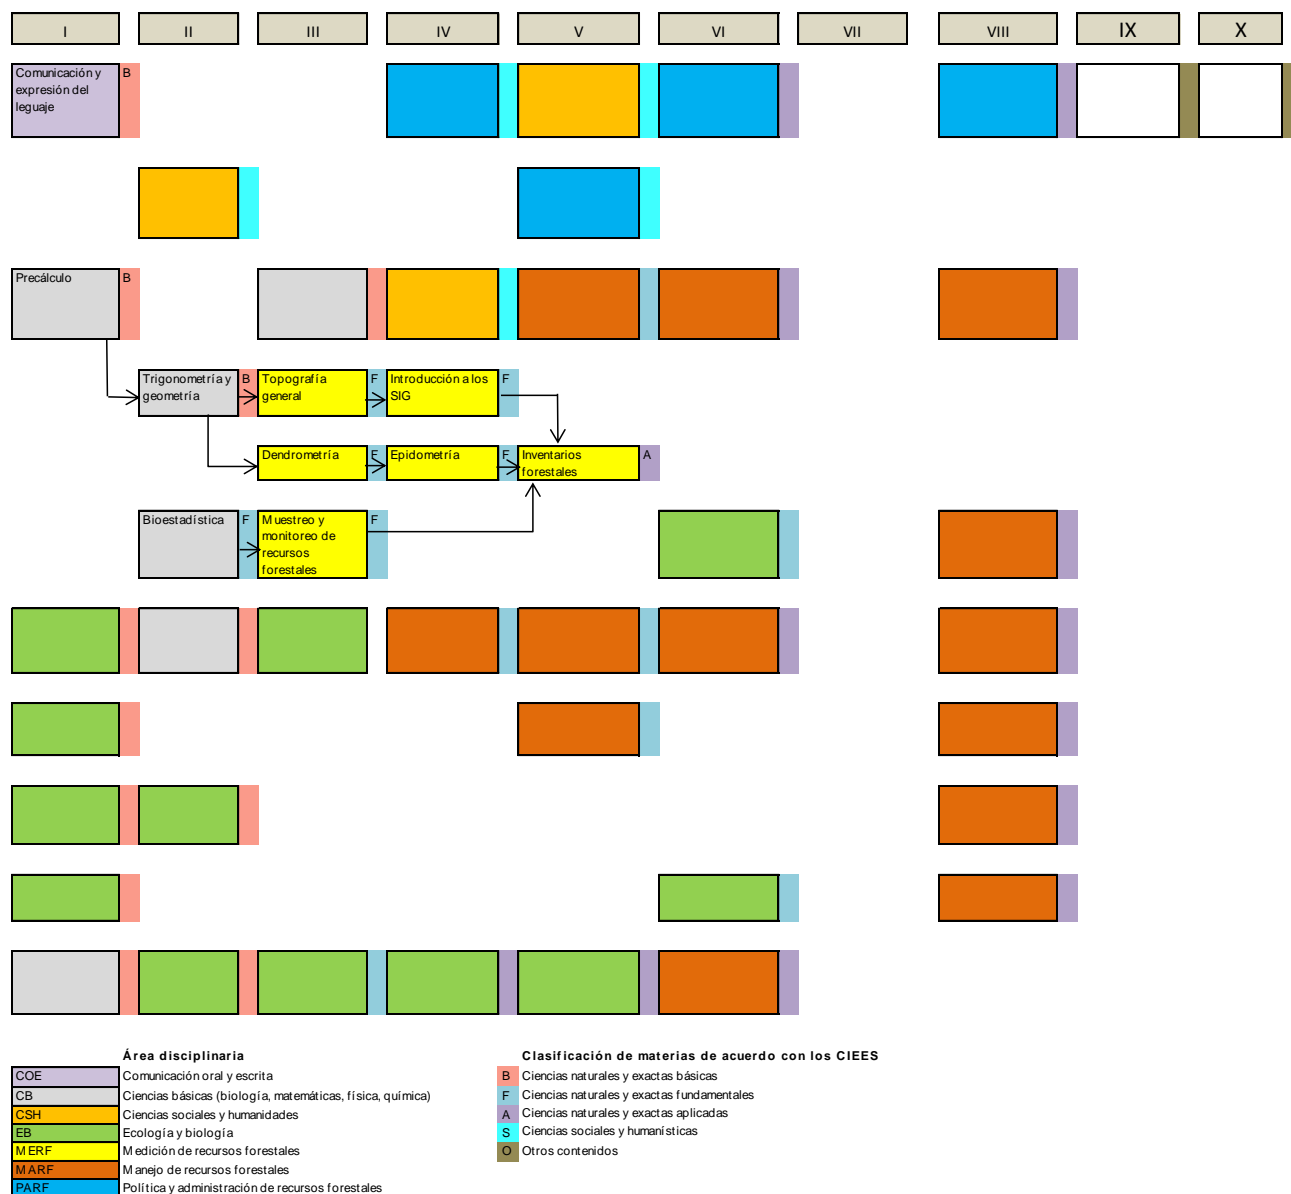 I II III IV V VI VII VIII IX X
Comunicación y B
expresión del
leguaje
Precálculo B
Trigonometría y B Topografía F Introducción a los F
geometría general SIG
Dendrometría F Epidometría F Inventarios A
forestales
Bioestadística F Muestreo y F
monitoreo de
recursos
forestales
Área disciplinaria
COE Comunicación oral y escrita
CB Ciencias básicas (biología, matemáticas, física, química)
CSH Ciencias sociales y humanidades
EB Ecología y biología
MERF Medición de recursos forestales
MARF Manejo de recursos forestales
PARF Política y administración de recursos forestales
Clasificación de materias de acuerdo con los CIEES
B Ciencias naturales y exactas básicas
F Ciencias naturales y exactas fundamentales
A Ciencias naturales y exactas aplicadas
S Ciencias sociales y humanísticas
O Otros contenidos